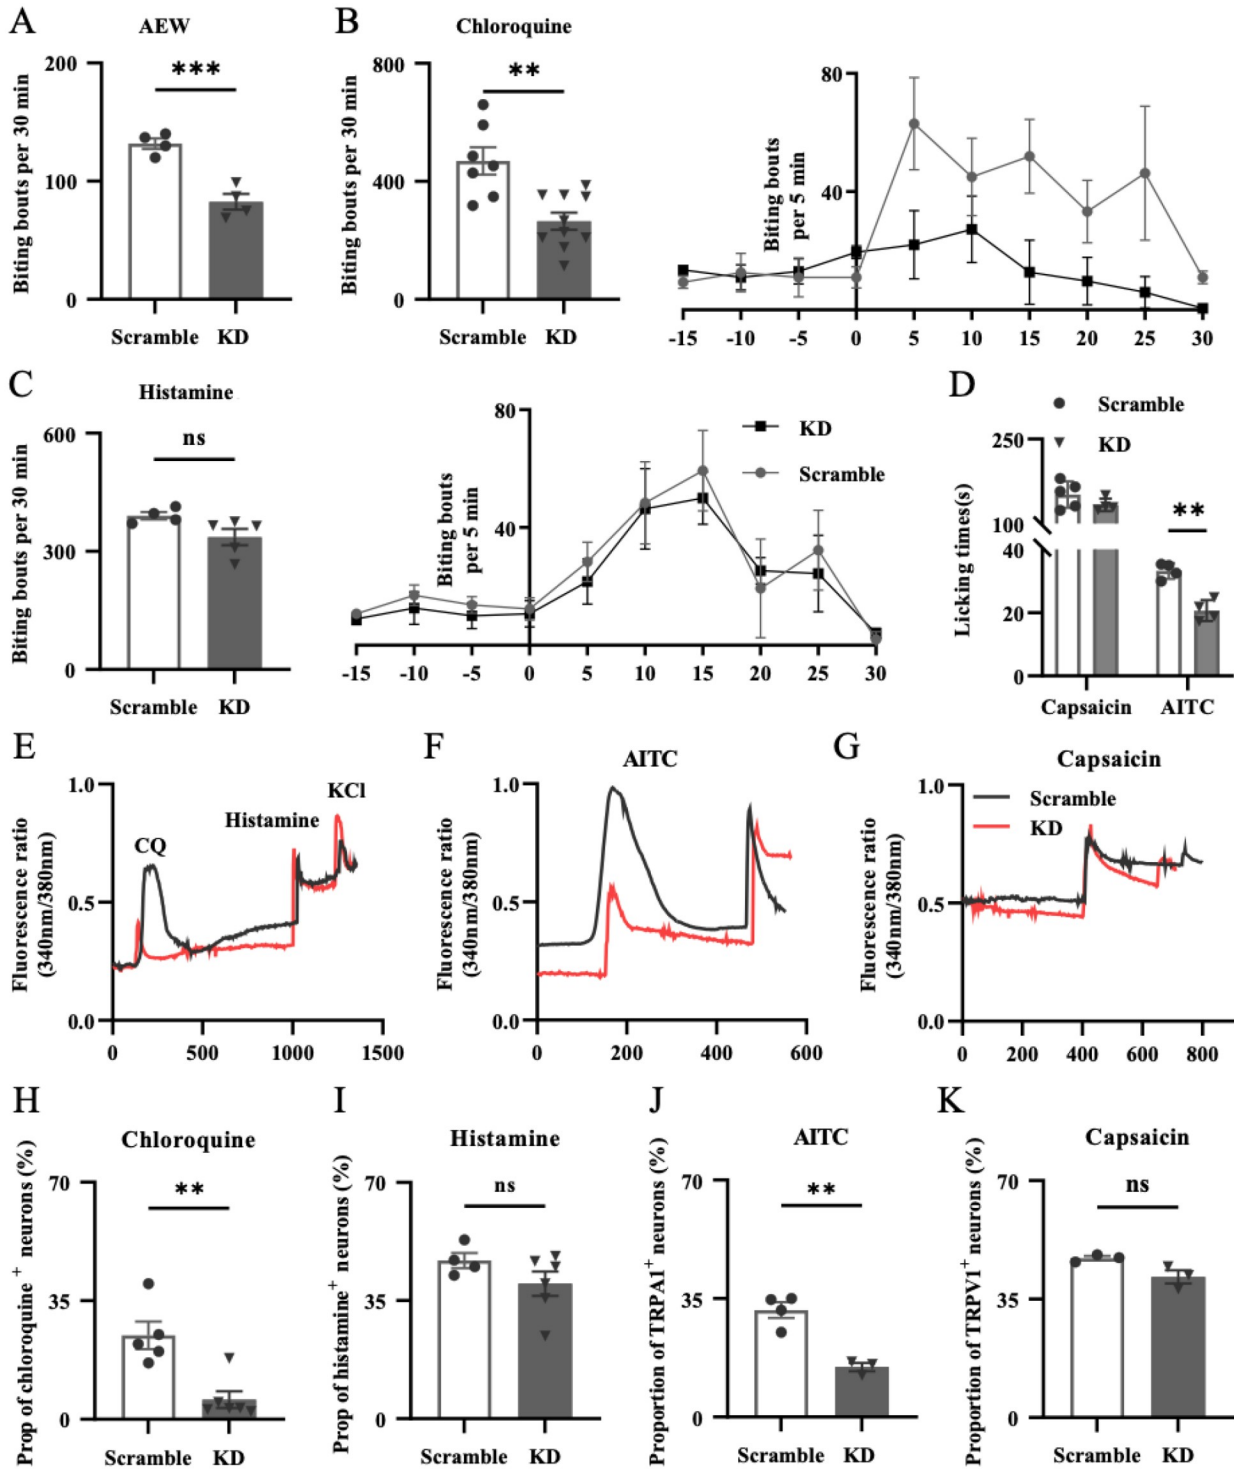 A
AEW
Biting bouts per 30 min
200
100
0
***
Scramble KD
B
Chloroquine
Biting bouts per 30 min
800
400
0
**
Scramble KD
Biting bouts
per 5 min
80
40
-15 -10 -5 0 5 10 15 20 25 30
C
Histamine
Biting bouts per 30 min
600
300
0
ns
Scramble KD
Biting bouts
per 5 min
80
40
KD
Scramble
-15 -10 -5 0 5 10 15 20 25 30
D
Scramble
KD
Licking times(s)
250
100
40
20
0
**
Capsaicin AITC
E
Fluorescence ratio
(340nm/380nm)
1.0
0.5
0.0
CQ
Histamine
KCl
0 500 1000 1500
F
AITC
Fluorescence ratio
(340nm/380nm)
1.0
0.5
0.0
0 200 400 600
G
Capsaicin
Fluorescence ratio
(340nm/380nm)
1.0
0.5
0.0
Scramble
KD
0 200 400 600 800
H
Chloroquine
Prop of chloroquine + neurons (%)
70
35
0
**
Scramble KD
I
Histamine
Prop of histamine+ neurons (%)
70
35
0
ns
Scramble KD
J
AITC
Proportion of TRPA1+ neurons (%)
70
35
0
**
Scramble KD
K
Capsaicin
Proportion of TRPV1+ neurons (%)
70
35
0
ns
Scramble KD